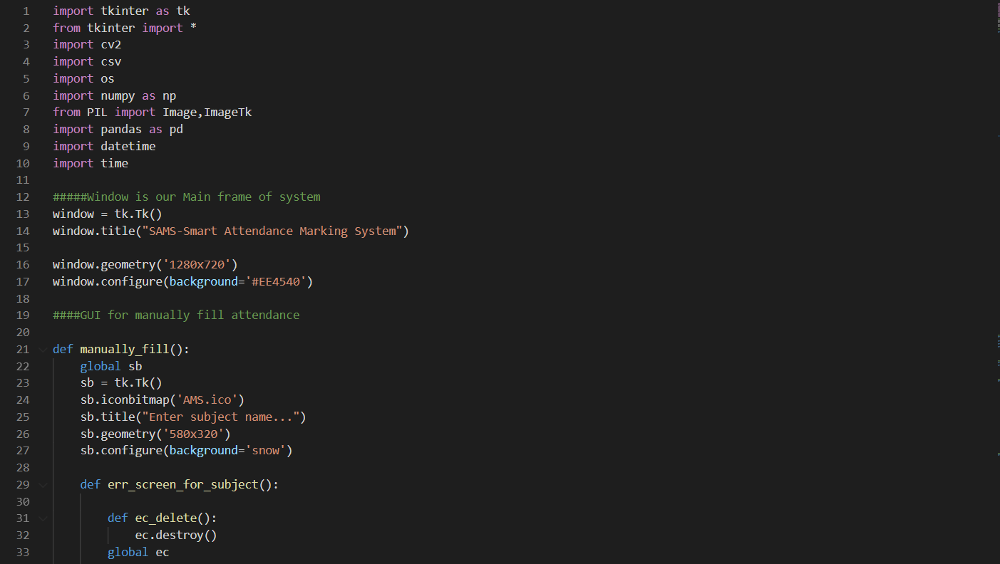 1 import tkinter as tk
2 from tkinter import *
3 import cv2
4 import csv
5 import os
6 import numpy as np
7 from PIL import Image,ImageTk
8 import pandas as pd
9 import datetime
10 import time
11
12 #####Window is our Main frame of system
13 window = tk.Tk()
14 window.title("SAMS-Smart Attendance Marking System")
15
16 window.geometry('1280x720')
17 window.configure(background='#EE4540')
18
19 ####GUI for manually fill attendance
20
21 def manually_fill():
22     global sb
23     sb = tk.Tk()
24     sb.iconbitmap('AMS.ico')
25     sb.title("Enter subject name...")
26     sb.geometry('580x320')
27     sb.configure(background='snow')
28
29     def err_screen_for_subject():
30
31         def ec_delete():
32             ec.destroy()
33         global ec